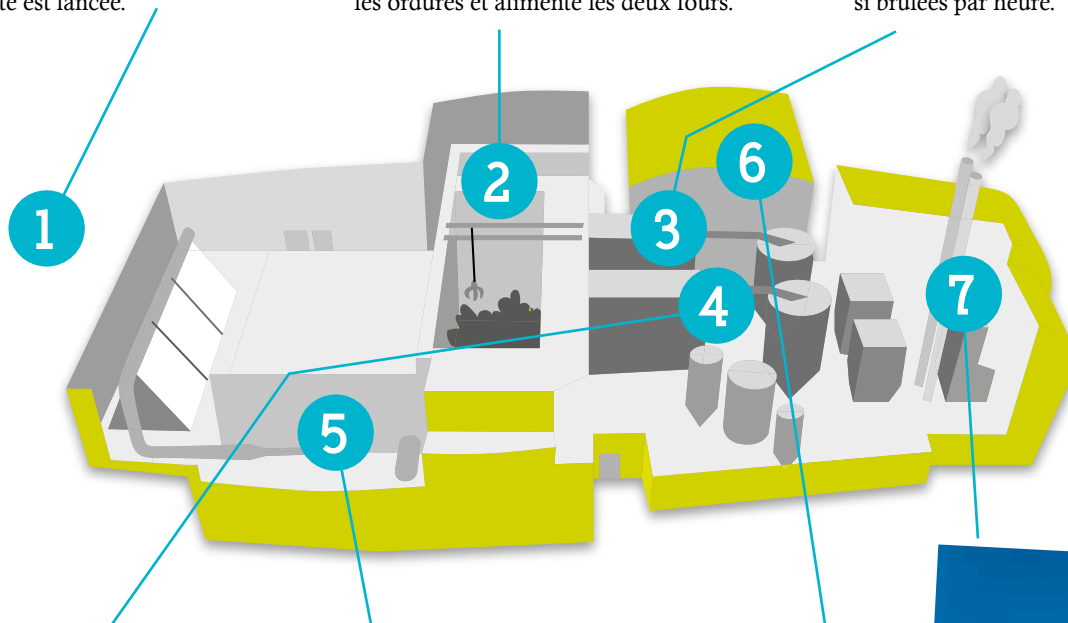 té est lancée.
les ordures et alimente les deux fours.
si brûlées par heure.
1
2
3
6
4
7
5